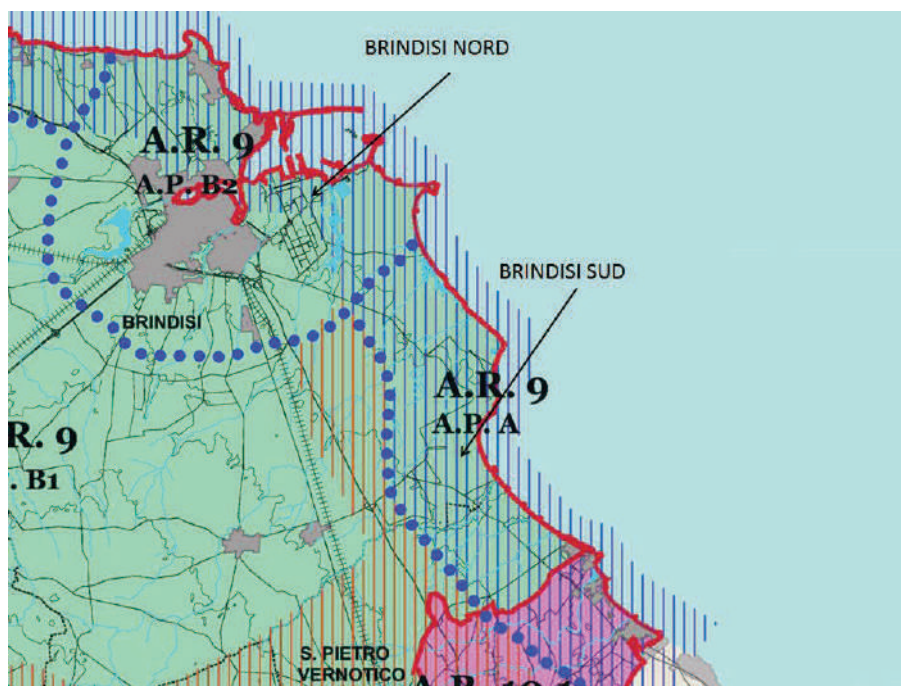 BRINDISI NORD
A.R. 9
A.P. B2
BRINDISI SUD
BRINDISI
A.R. 9
A.P. A
R. 9
. B1
S. PIETRO
VERNOTICO